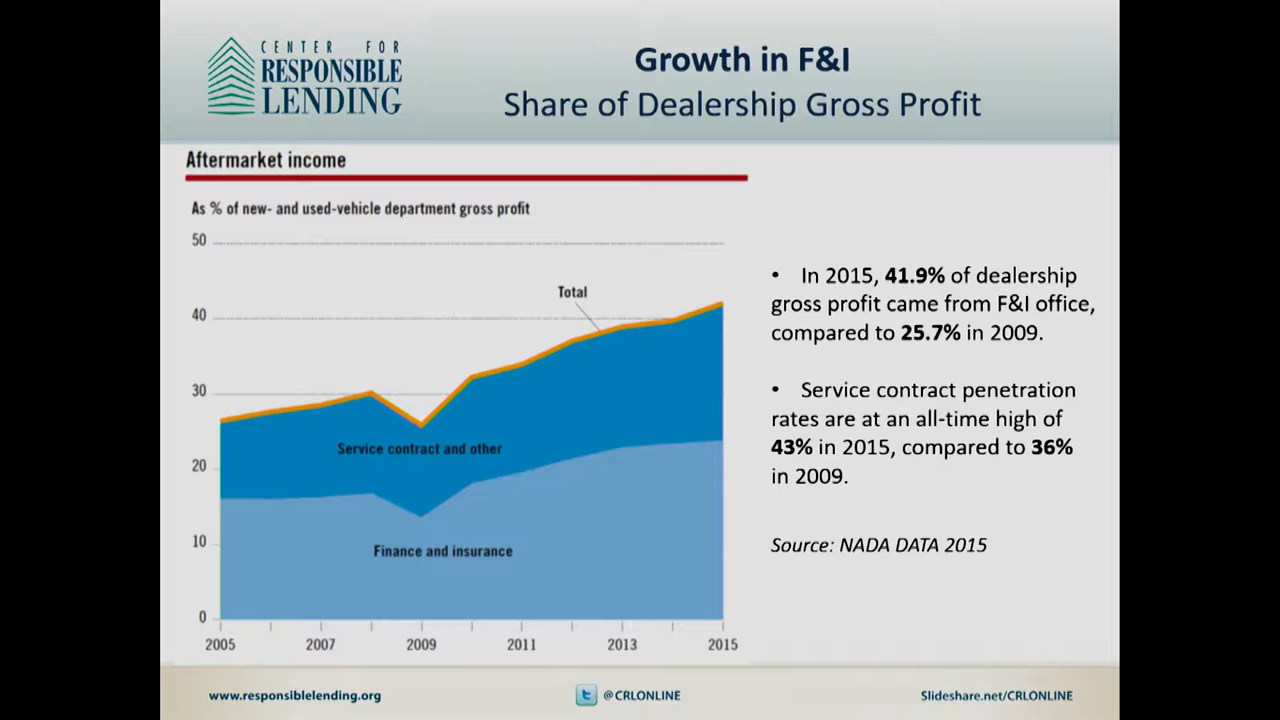 CENTER FOR
RESPONSIBLE
LENDING
Growth in F&I
Share of Dealership Gross Profit
Aftermarket income
As % of new- and used-vehicle department gross profit
50
40
30
20
10
0
Total
Service contract and other
Finance and insurance
2005
2007
2009
2011
2013
2015
• In 2015, 41.9% of dealership
gross profit came from F&I office,
compared to 25.7% in 2009.
• Service contract penetration
rates are at an all-time high of
43% in 2015, compared to 36%
in 2009.
Source: NADA DATA 2015
www.responsiblelending.org
@CRLONLINE
Slideshare.net/CRLONLINE